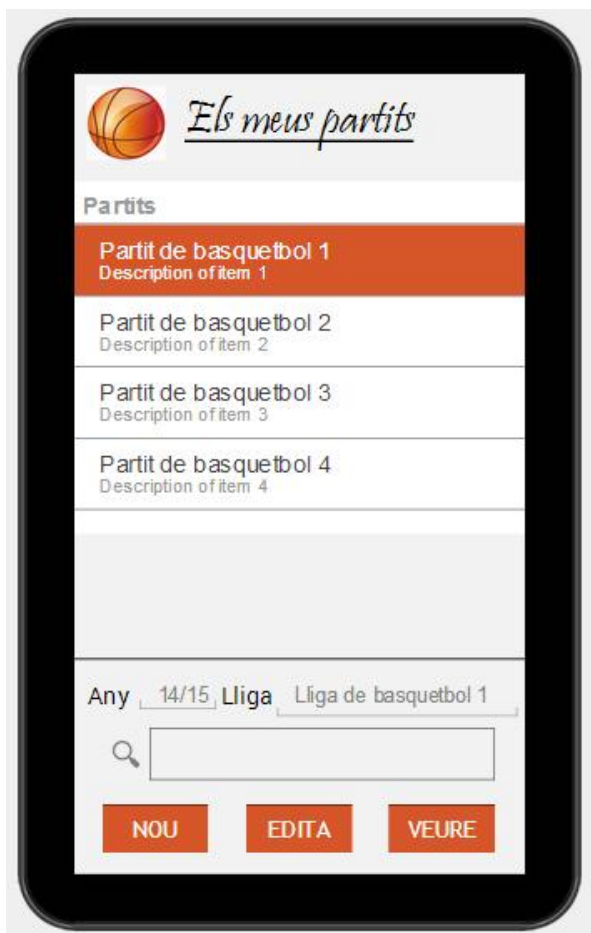 Els meus partits
Partits
Partit de basquetbol 1
Description of item 1
Partit de basquetbol 2
Description of item 2
Partit de basquetbol 3
Description of item 3
Partit de basquetbol 4
Description of item 4
Any 14/15 Lliga Lliga de basquetbol 1
NOU EDITA VEURE